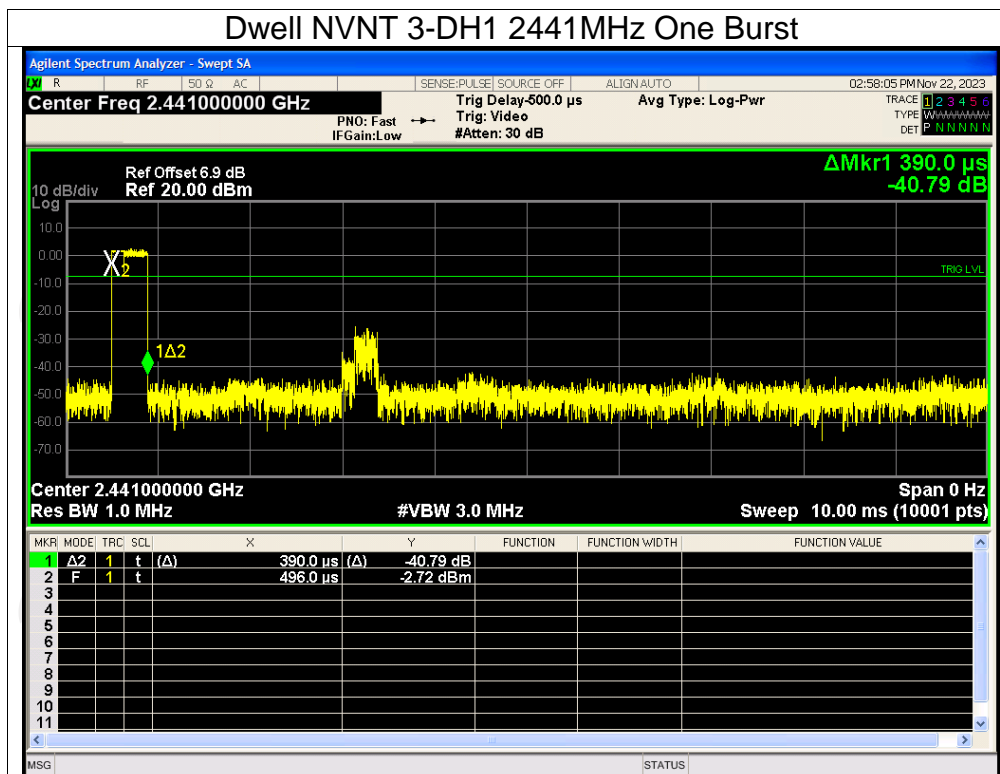 Dwell NVNT 3-DH1 2441MHz One Burst
Agilent Spectrum Analyzer - Swept SA
LXI R RF 50 Ω AC SENSE:PULSE SOURCE OFF ALIGN AUTO 02:58:05 PM Nov 22, 2023
Center Freq 2.441000000 GHz Trig Delay-500.0 µs Avg Type: Log-Pwr TRACE 1 2 3 4 5 6
PNO: Fast Trig: Video TYPE WWWWWW
IFGain:Low #Atten: 30 dB DET P N N N N N
ΔMkr1 390.0 µs
-40.79 dB
Ref Offset 6.9 dB
10 dB/div Ref 20.00 dBm
Log
10.0
0.00
X2
TRIG LVL
-10.0
-20.0
-30.0
1Δ2
-40.0
-50.0
-60.0
-70.0
Center 2.441000000 GHz Span 0 Hz
Res BW 1.0 MHz #VBW 3.0 MHz Sweep 10.00 ms (10001 pts)
MKR MODE TRC SCL X Y FUNCTION FUNCTION WIDTH FUNCTION VALUE
1 Δ2 1 t (Δ) 390.0 µs (Δ) -40.79 dB
2 F 1 t 496.0 µs -2.72 dBm
3
4
5
6
7
8
9
10
11
MSG STATUS